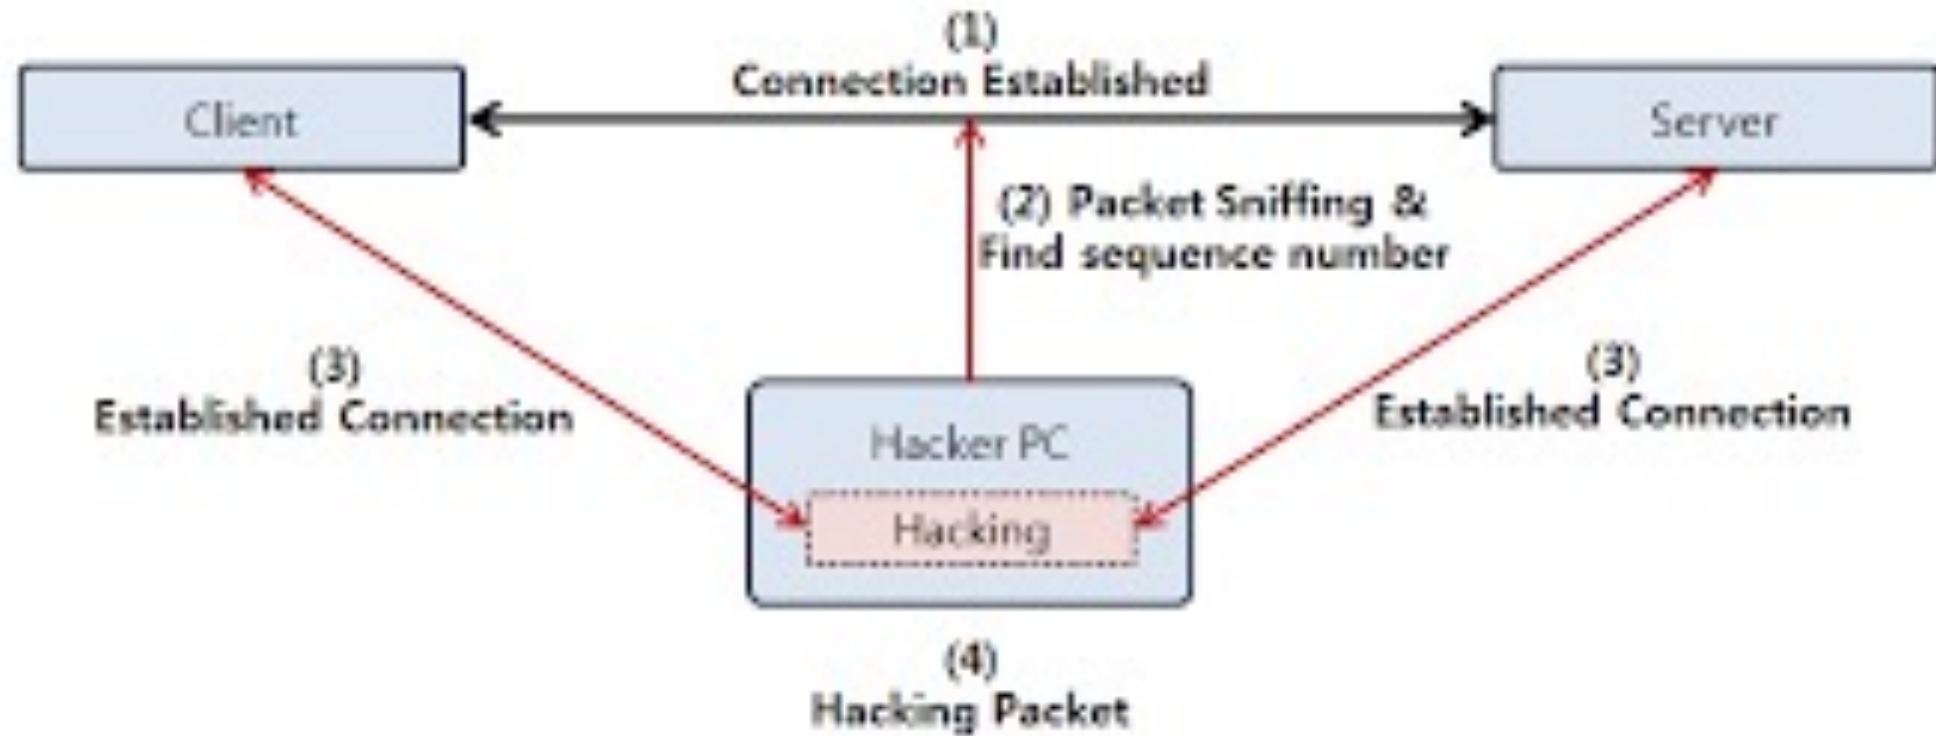 (1)
Connection Established
Client
Server
(2) Packet Sniffing &
Find sequence number
(3)
Established Connection
(3)
Established Connection
Hacker PC
Hacking
(4)
Hacking Packet